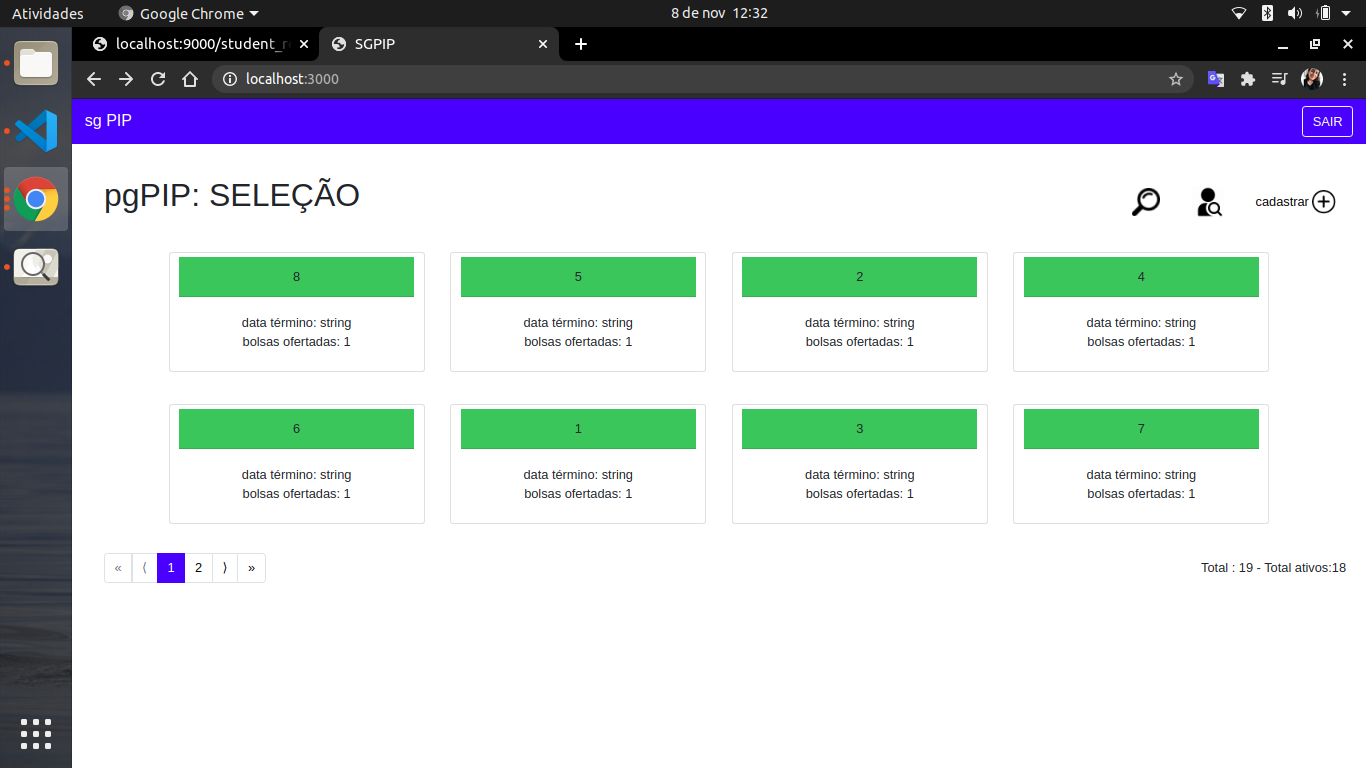 Atividades Google Chrome 8 de nov 12:32
localhost:9000/student_r SGPIP
localhost:3000
sg PIP SAIR
pgPIP: SELEÇÃO
cadastrar
8 5 2 4
data término: string data término: string data término: string data término: string
bolsas ofertadas: 1 bolsas ofertadas: 1 bolsas ofertadas: 1 bolsas ofertadas: 1
6 1 3 7
data término: string data término: string data término: string data término: string
bolsas ofertadas: 1 bolsas ofertadas: 1 bolsas ofertadas: 1 bolsas ofertadas: 1
« ⟨ 1 2 ⟩ » Total : 19 - Total ativos:18